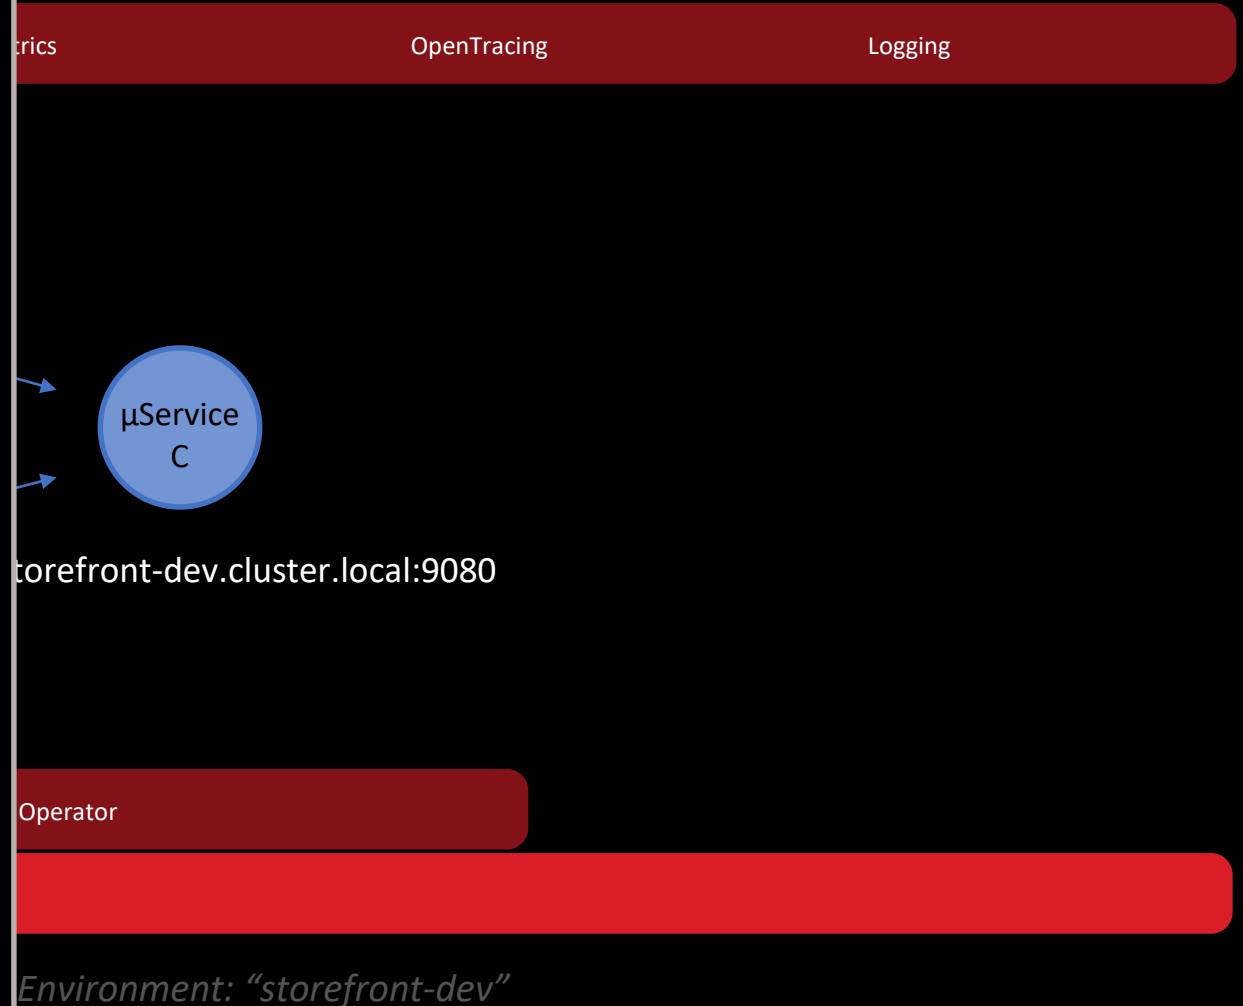 trics OpenTracing Logging
µService
C
torefront-dev.cluster.local:9080
Operator
Environment: “storefront-dev”